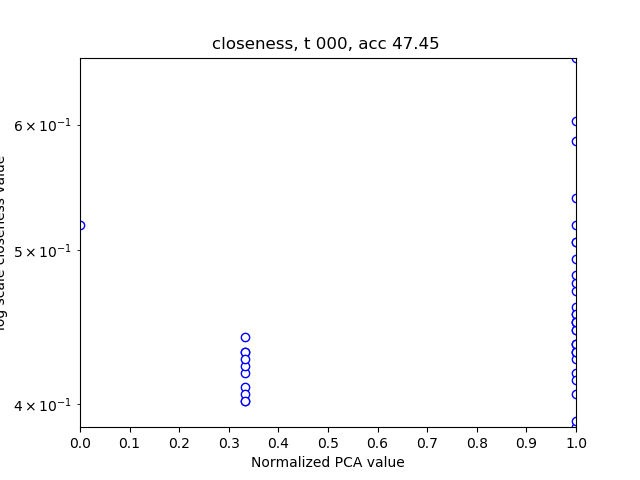 closeness, t 000, acc 47.45
6 × 10⁻¹
5 × 10⁻¹
4 × 10⁻¹
log scale closeness value
0.0 0.1 0.2 0.3 0.4 0.5 0.6 0.7 0.8 0.9 1.0
Normalized PCA value